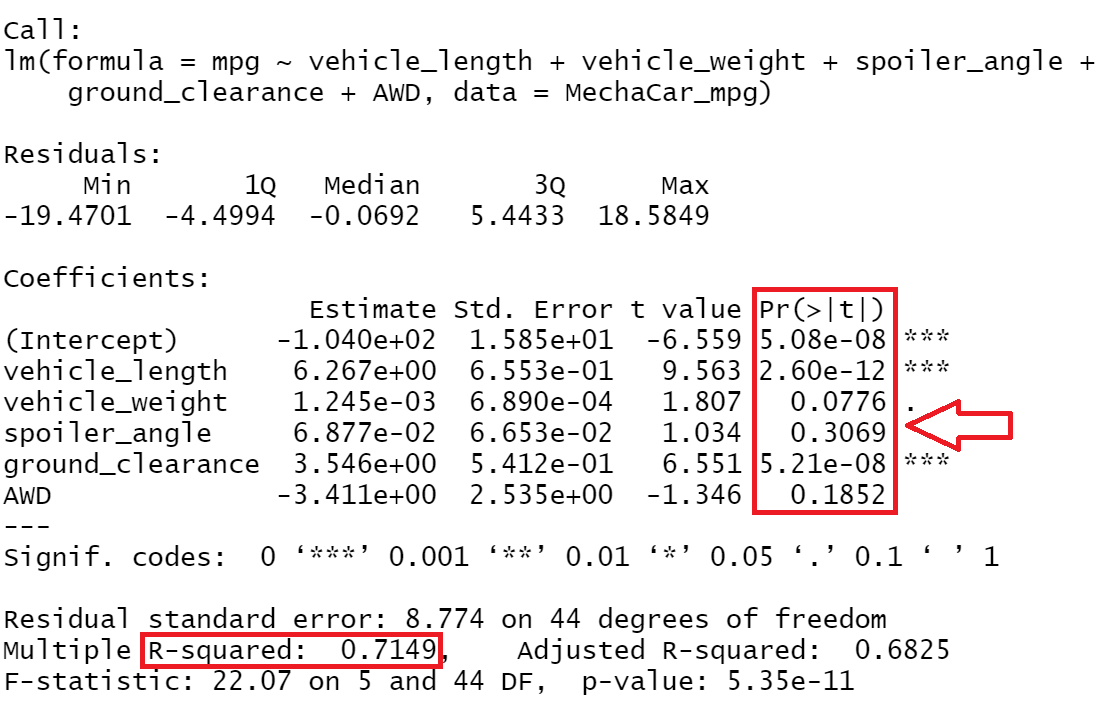 Call:
lm(formula = mpg ~ vehicle_length + vehicle_weight + spoiler_angle +
    ground_clearance + AWD, data = MechaCar_mpg)
Residuals:
     Min       1Q   Median       3Q      Max
-19.4701  -4.4994  -0.0692   5.4433  18.5849
Coefficients:
                   Estimate Std. Error t value Pr(>|t|)
(Intercept)      -1.040e+02  1.585e+01  -6.559 5.08e-08 ***
vehicle_length    6.267e+00  6.553e-01   9.563 2.60e-12 ***
vehicle_weight    1.245e-03  6.890e-04   1.807   0.0776 .
spoiler_angle     6.877e-02  6.653e-02   1.034   0.3069
ground_clearance  3.546e+00  5.412e-01   6.551 5.21e-08 ***
AWD              -3.411e+00  2.535e+00  -1.346   0.1852
---
Signif. codes:  0 ‘***’ 0.001 ‘**’ 0.01 ‘*’ 0.05 ‘.’ 0.1 ‘ ’ 1
Residual standard error: 8.774 on 44 degrees of freedom
Multiple R-squared:  0.7149,    Adjusted R-squared:  0.6825
F-statistic: 22.07 on 5 and 44 DF,  p-value: 5.35e-11